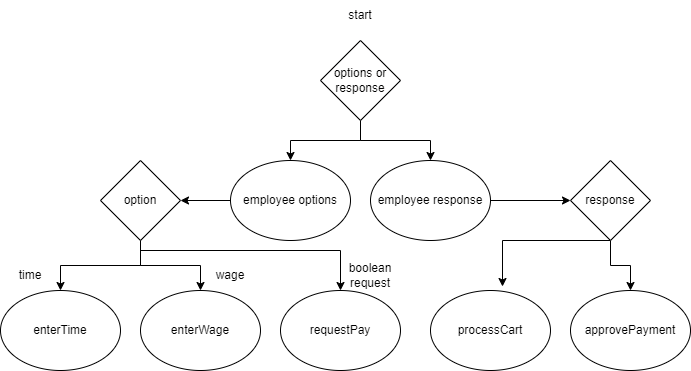 start
options or
response
option
employee options
employee response
response
time
wage
boolean
request
enterTime
enterWage
requestPay
processCart
approvePayment